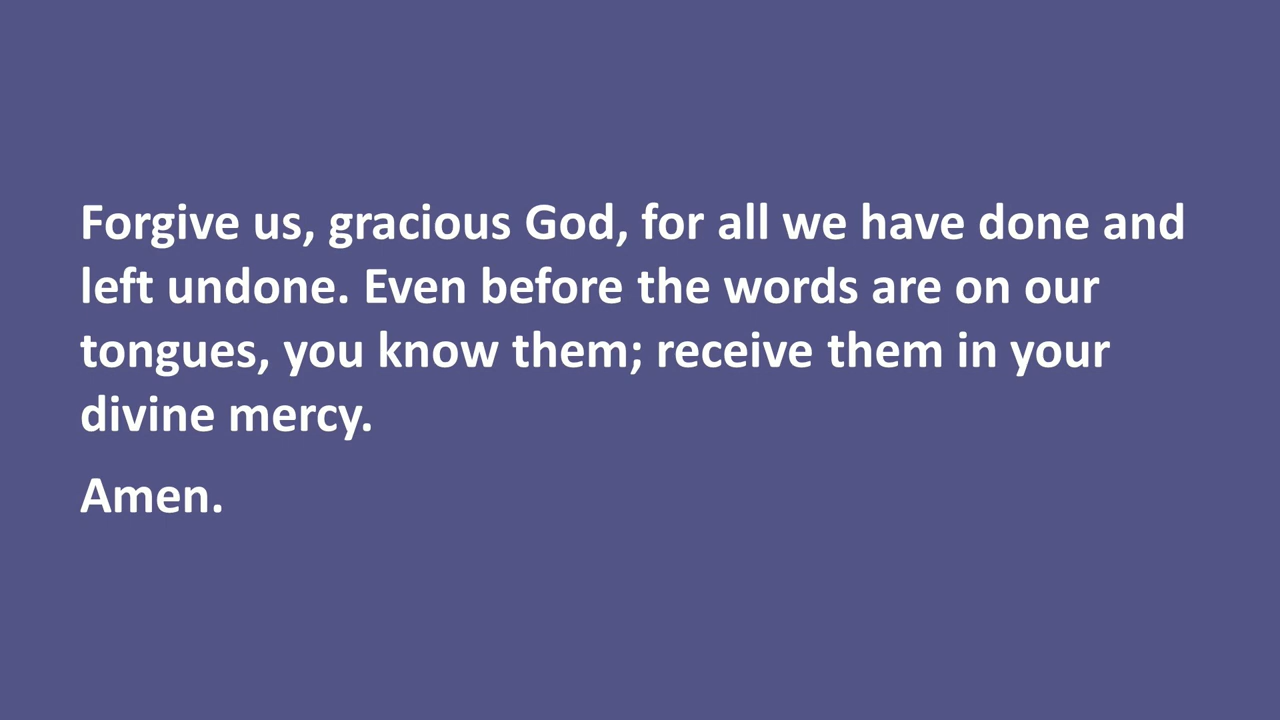 Forgive us, gracious God, for all we have done and
left undone. Even before the words are on our
tongues, you know them; receive them in your
divine mercy.
Amen.